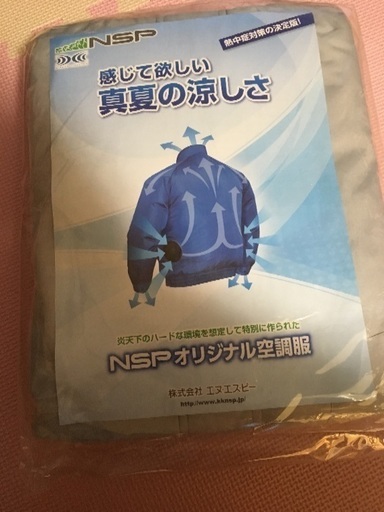 NSP
熱中症対策の決定版!
感じて欲しい
真夏の涼しさ
炎天下のハードな環境を想定して特別に作られた
NSPオリジナル空調服
株式会社 エヌエスピー
http://www.kknsp.jp/